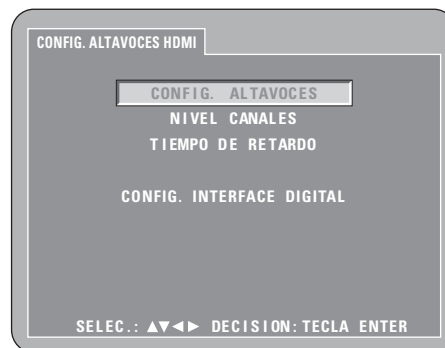 CONFIG. ALTAVOCES HDMI
CONFIG. ALTAVOCES
NIVEL CANALES
TIEMPO DE RETARDO
CONFIG. INTERFACE DIGITAL
SELEC.: ▲▼◄► DECISION: TECLA ENTER